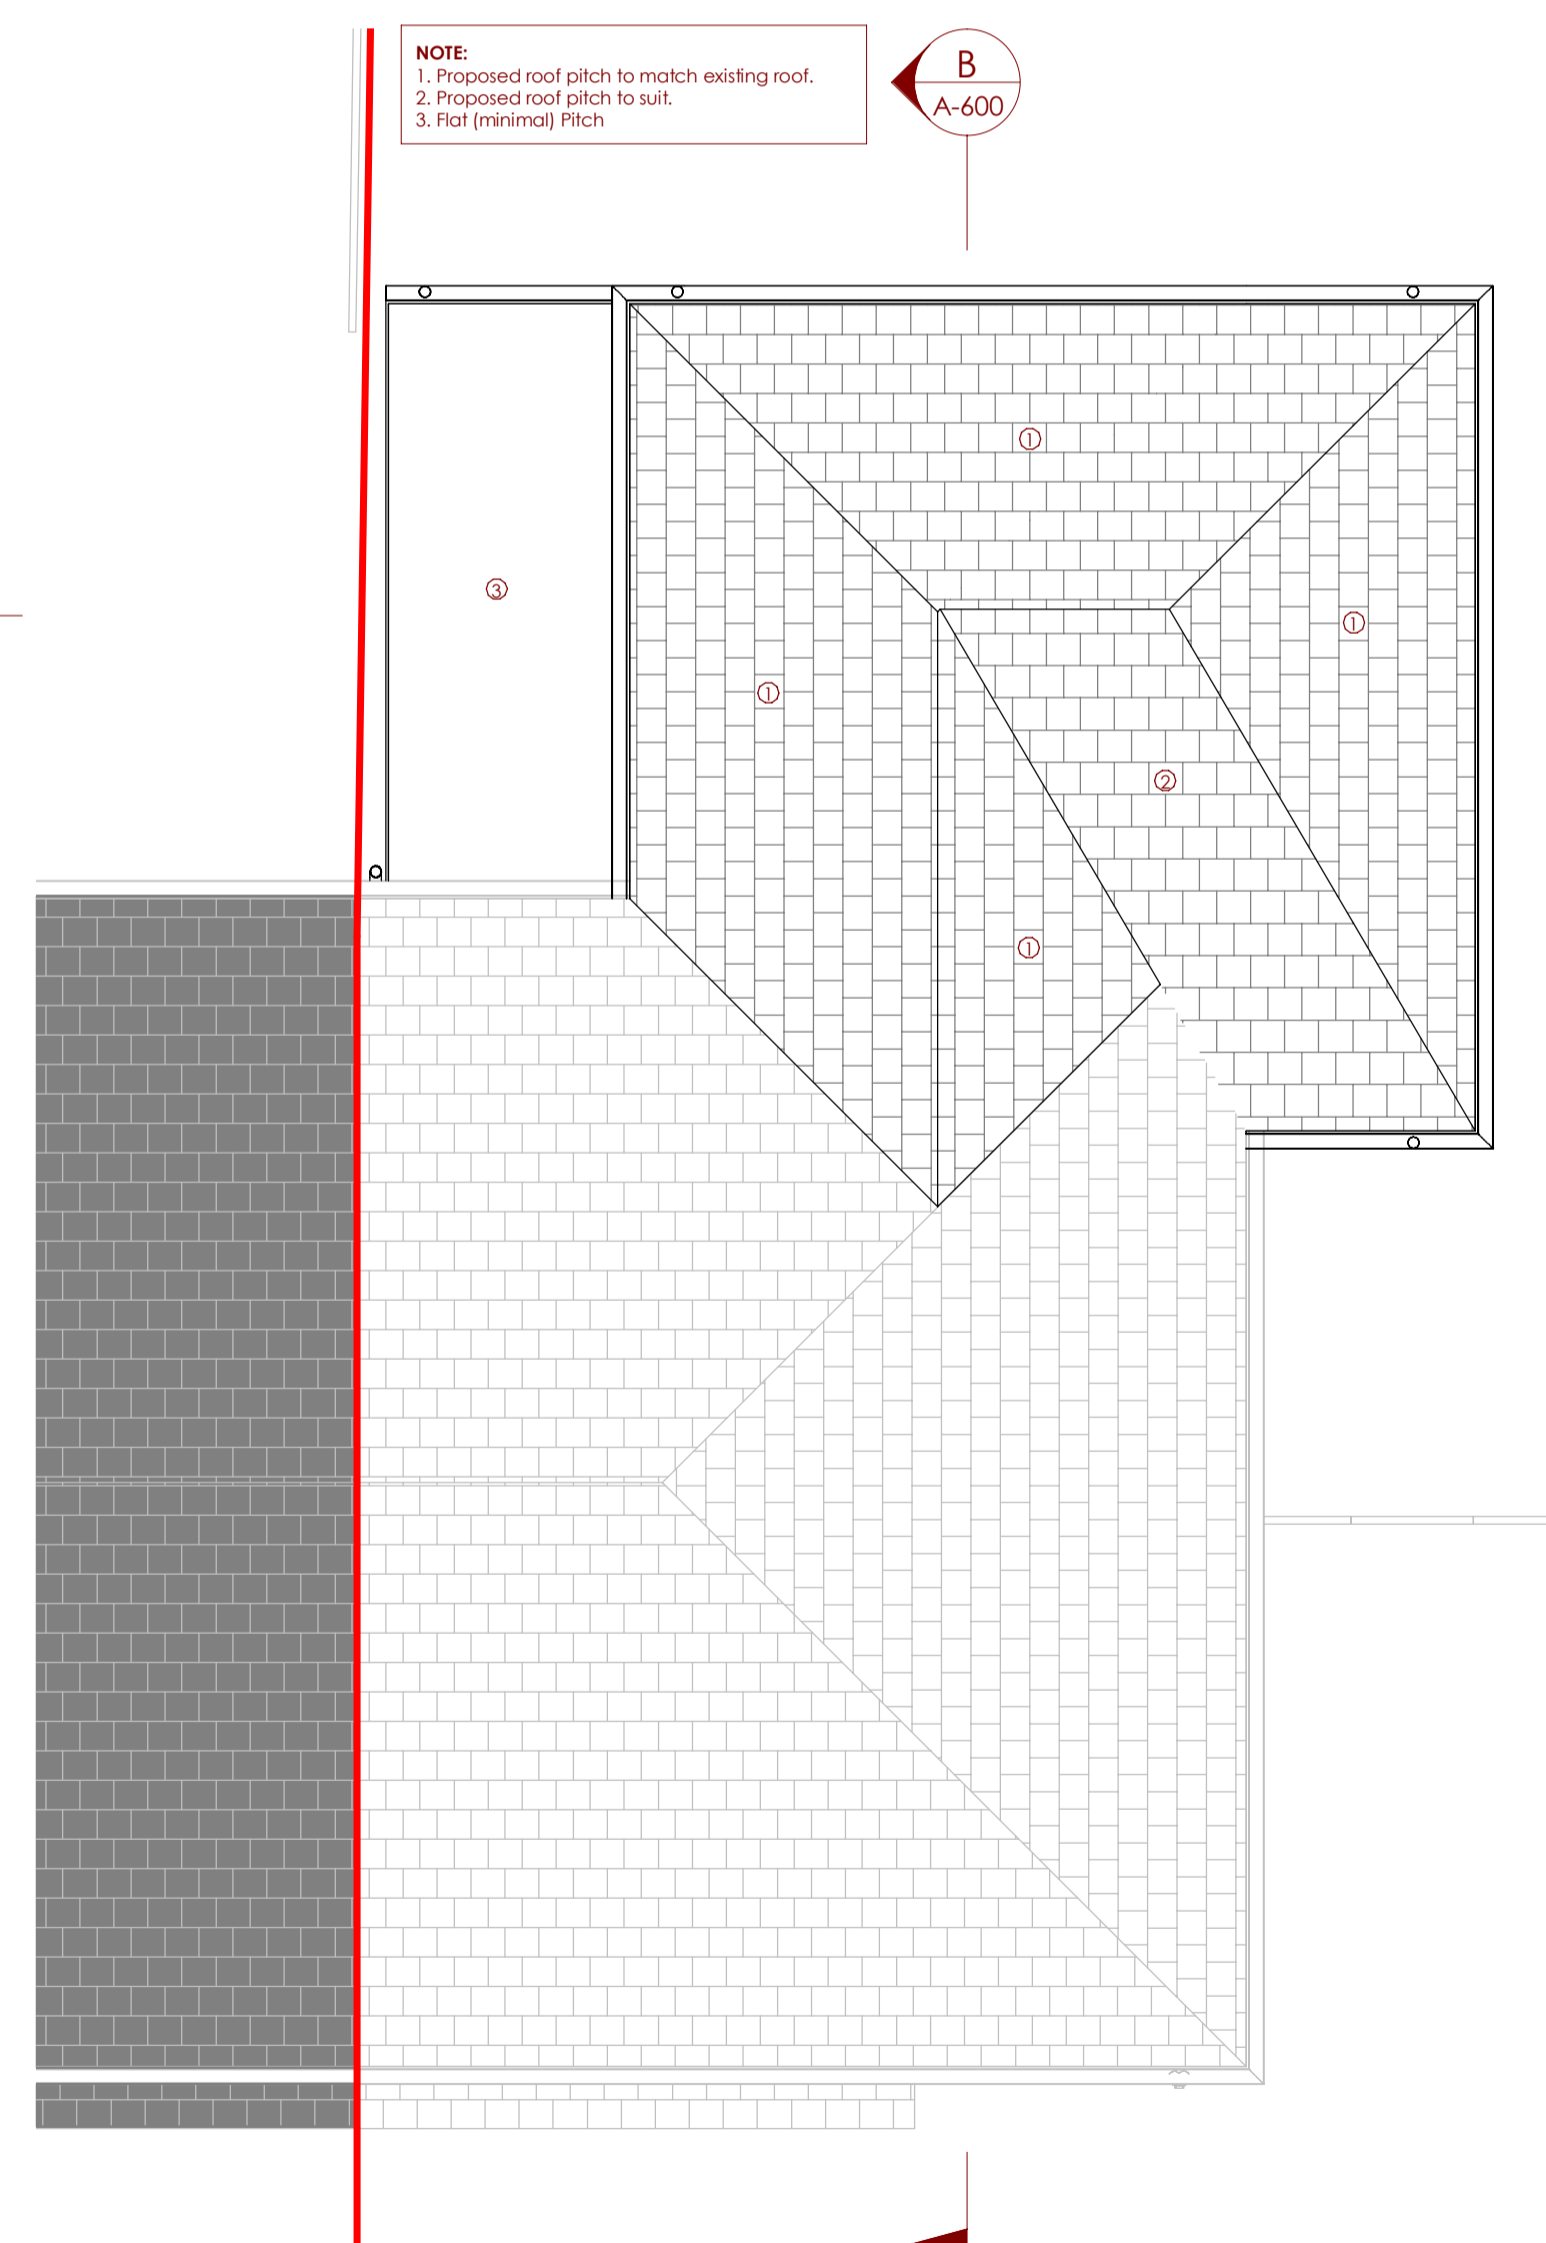 NOTE:
1. Proposed roof pitch to match existing roof.
2. Proposed roof pitch to suit.
3. Flat (minimal) Pitch
B
A-600
1
3
1
1
2
1